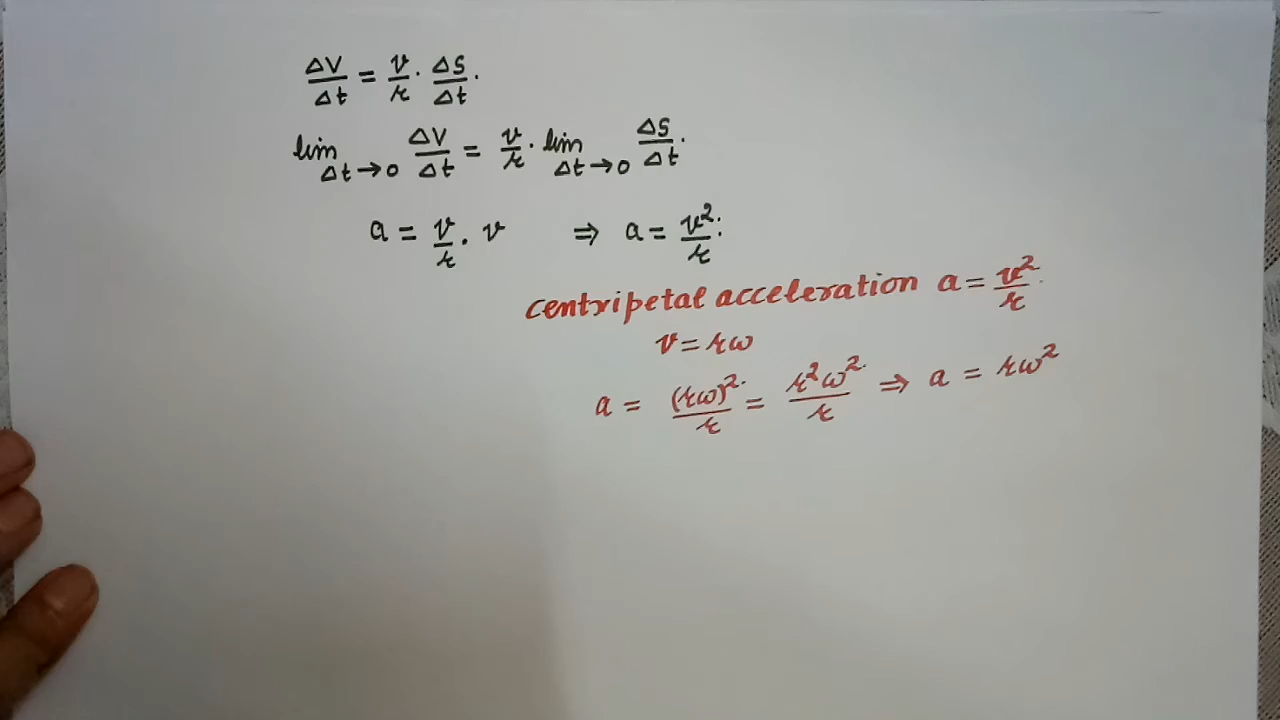 ΔV/Δt = v/r · ΔS/Δt.
lim Δt→0 ΔV/Δt = v/r · lim Δt→0 ΔS/Δt.
a = v/r · v ⇒ a = v²/r.
centripetal acceleration a = v²/r.
v = rω
a = (rω)²/r = r²ω²/r ⇒ a = rω²